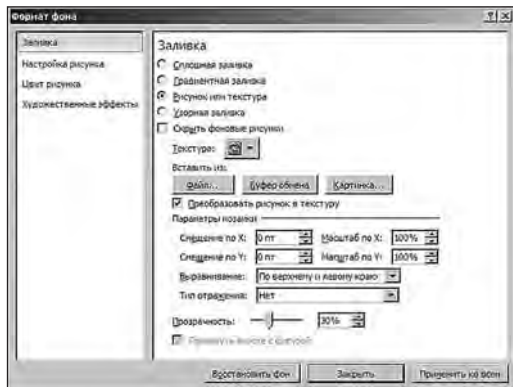 Формат фона
Заливка
Настройка рисунка
Цвет рисунка
Художественные эффекты
Заливка
Сплошная заливка
Градиентная заливка
Рисунок или текстура
Узорная заливка
Скрыть фоновые рисунки
Текстура:
Вставить из:
Файл... Буфер обмена Картинка...
Преобразовать рисунок в текстуру
Параметры мозаики
Смещение по X: 0 пт Масштаб по X: 100%
Смещение по Y: 0 пт Масштаб по Y: 100%
Выравнивание: По верхнему и левому краю
Тип отражения: Нет
Прозрачность: 30%
Повернуть вместе с фигурой
Восстановить фон Закрыть Применить ко всем